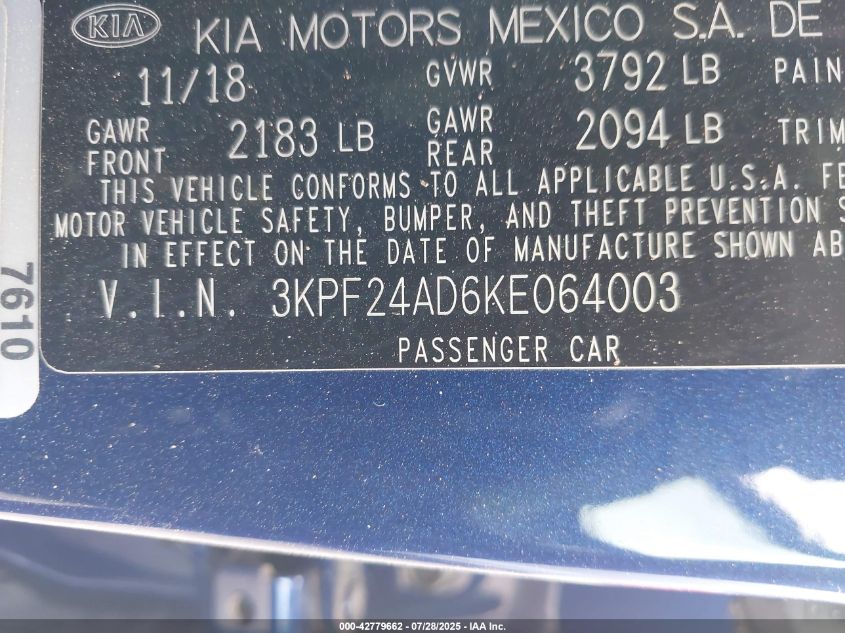 KIA KIA MOTORS MEXICO S.A. DE
11/18 GVWR 3792 LB PAIN
GAWR FRONT 2183 LB GAWR REAR 2094 LB TRIM
THIS VEHICLE CONFORMS TO ALL APPLICABLE U.S.A. FE
MOTOR VEHICLE SAFETY, BUMPER, AND THEFT PREVENTION S
IN EFFECT ON THE DATE OF MANUFACTURE SHOWN AB
V.I.N. 3KPF24AD6KE064003
PASSENGER CAR
7610
000-42779662 - 07/28/2025 - IAA Inc.